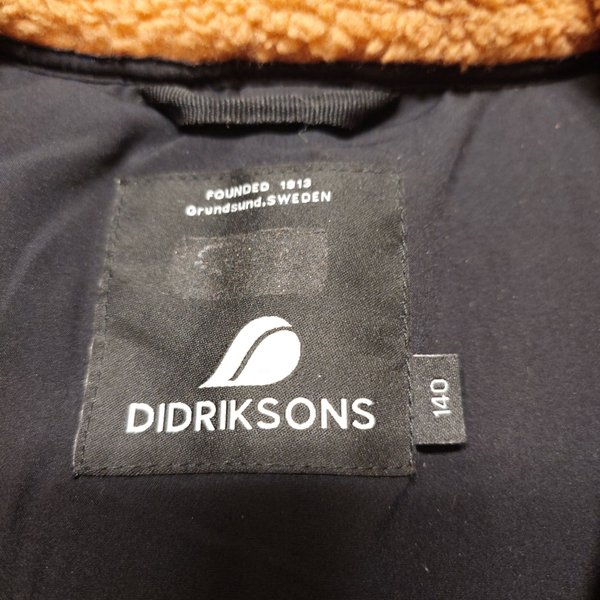 FOUNDED 1913
Grundsund.SWEDEN
DIDRIKSONS
140